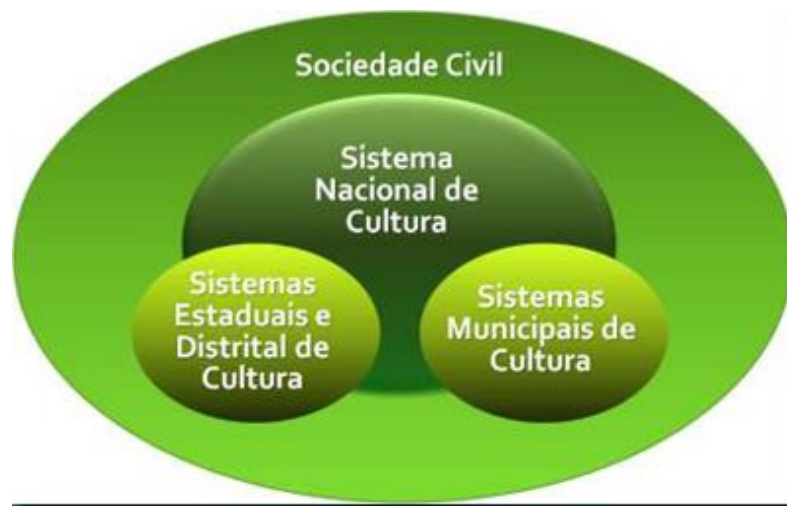 Sociedade Civil
Sistema
Nacional de
Cultura
Sistemas
Estaduais e
Distrital de
Cultura
Sistemas
Municipais de
Cultura